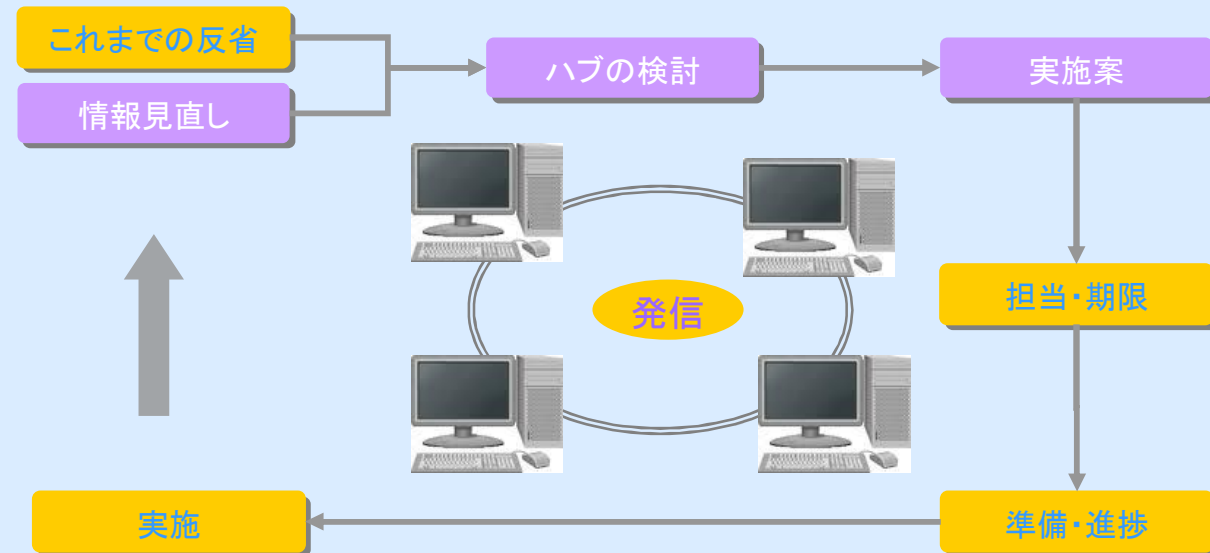 これまでの反省
情報見直し
ハブの検討
実施案
発信
担当・期限
準備・進捗
実施